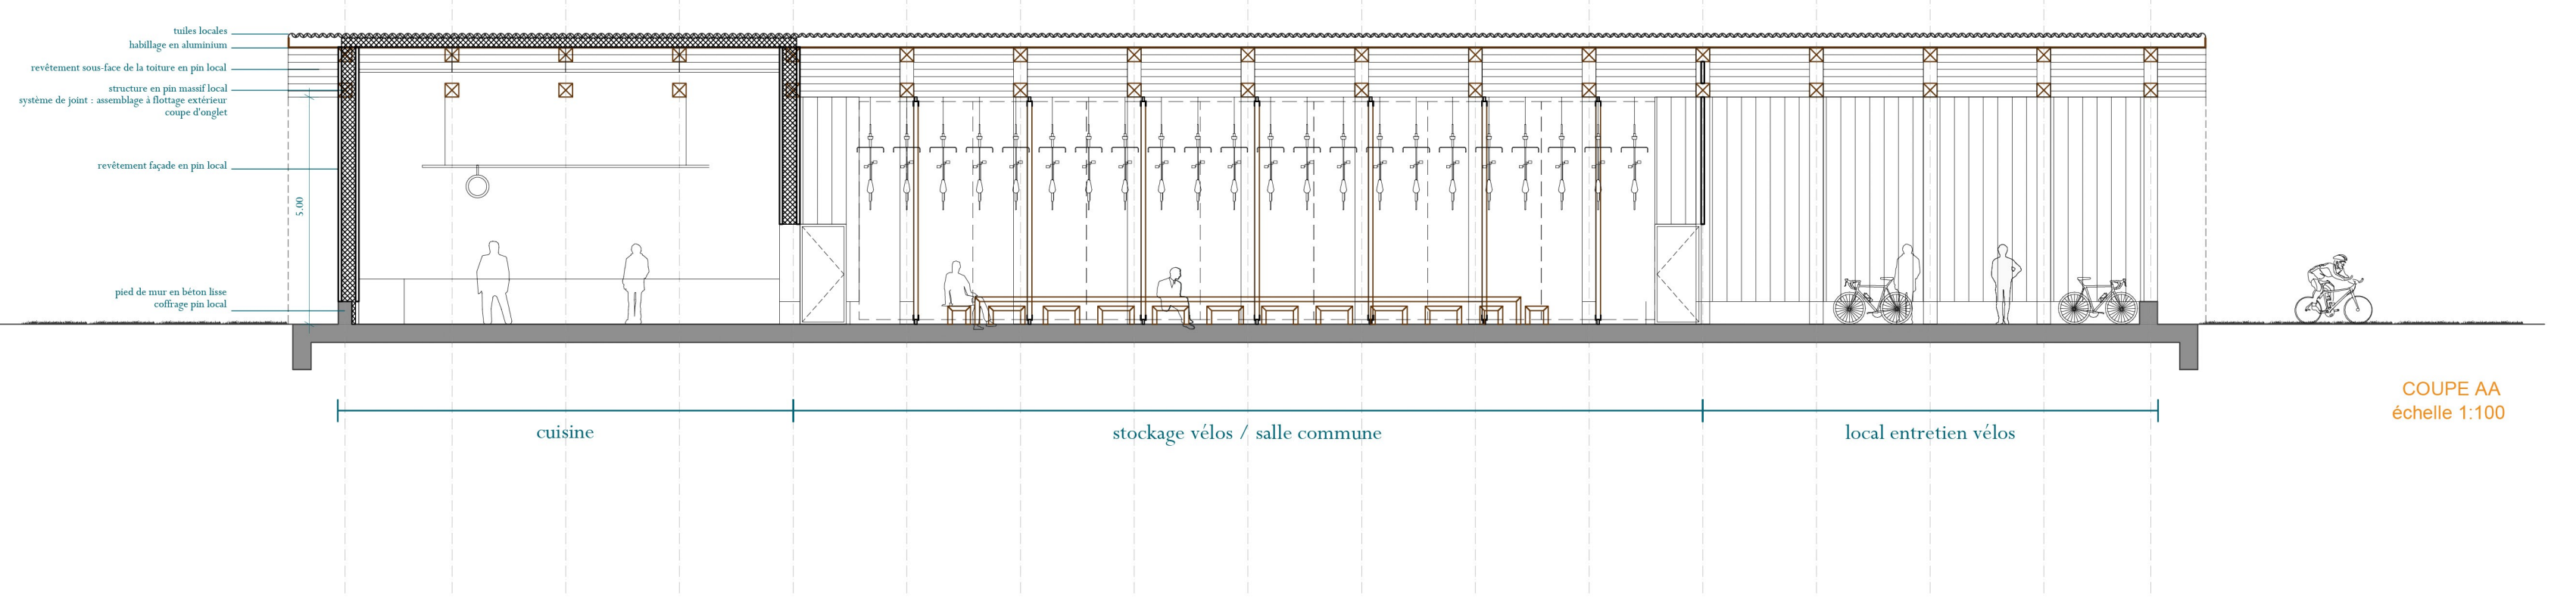 tuiles locales
habillage en aluminium
revêtement sous-face de la toiture en pin local
structure en pin massif local
système de joint : assemblage à flottage extérieur
coupe d'onglet
revêtement façade en pin local
5.00
pied de mur en béton lisse
coffrage pin local
cuisine
stockage vélos / salle commune
local entretien vélos
COUPE AA
échelle 1:100